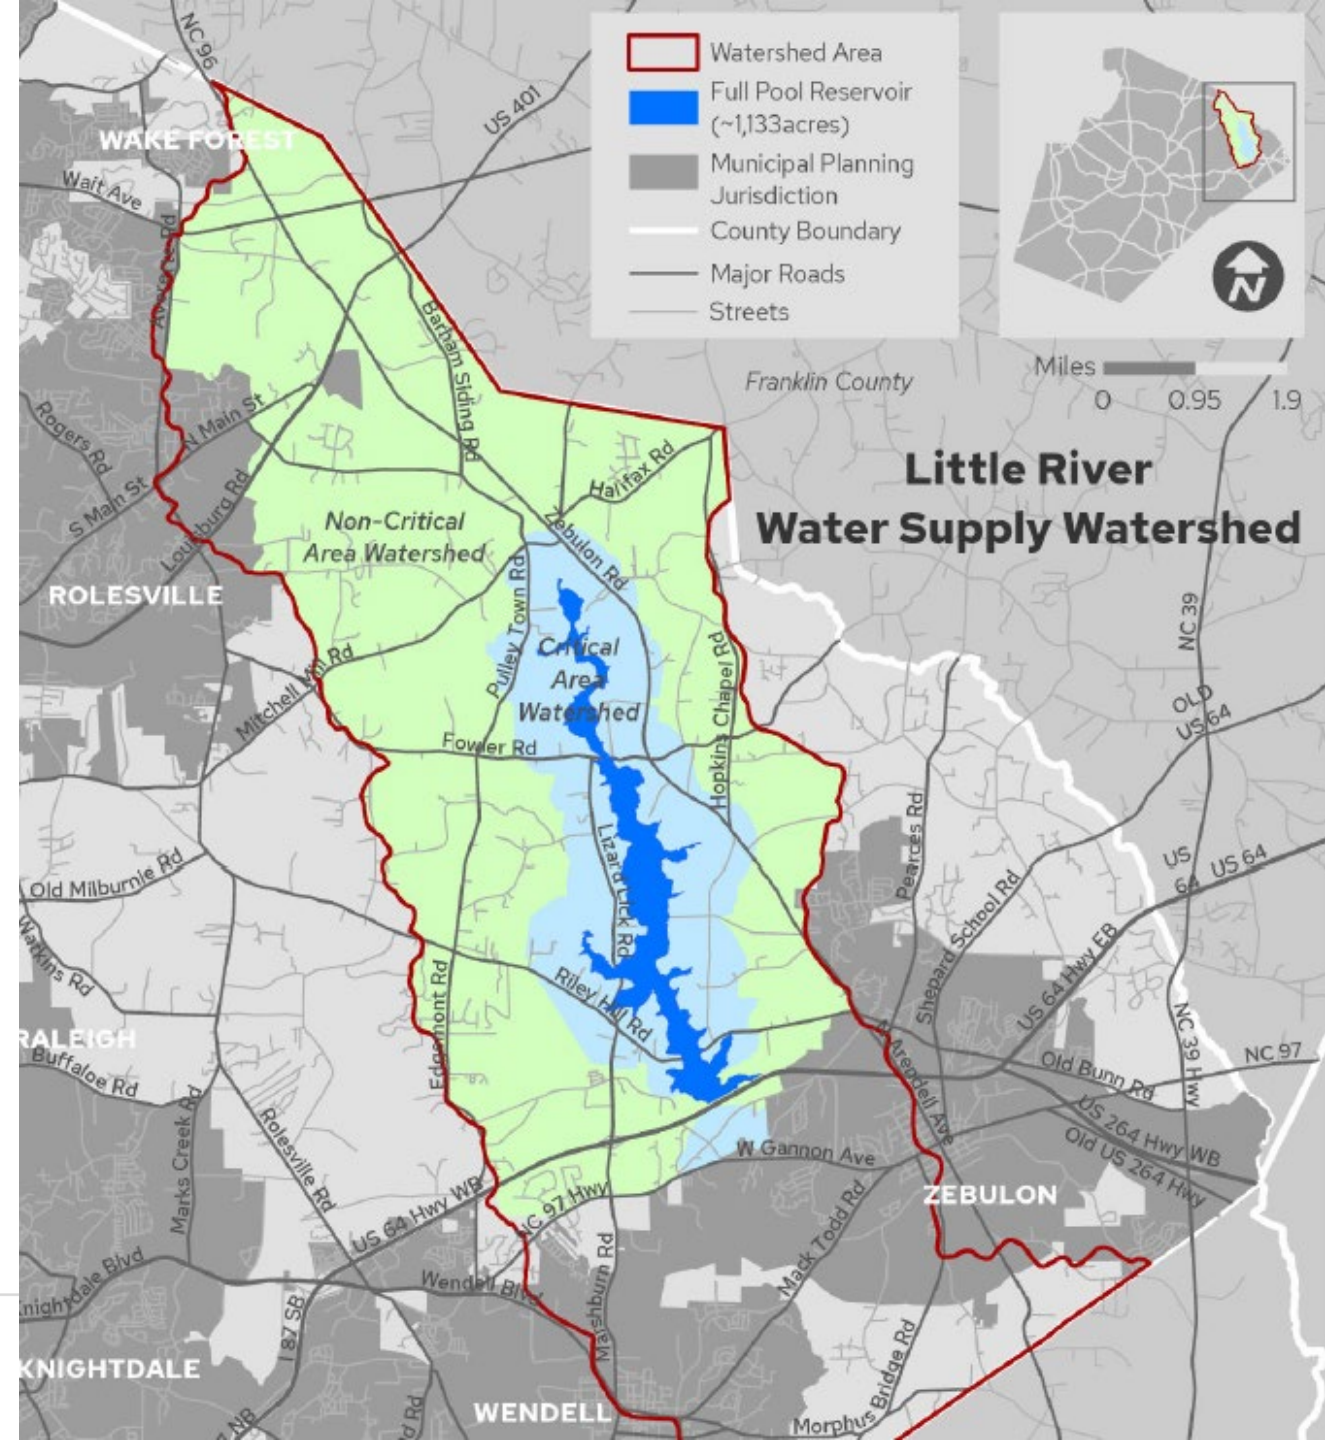 NC 96
US 401
WAKE FOREST
Wait Ave
Averette Rd
Watershed Area
Full Pool Reservoir
(~1,133acres)
Municipal Planning
Jurisdiction
County Boundary
Major Roads
Streets
N
Miles
0 0.95 1.9
Franklin County
Little River
Water Supply Watershed
Barham Siding Rd
N Main St
Rogers Rd
S Main St
Louisburg Rd
Halifax Rd
Non-Critical
Area Watershed
Zebulon Rd
ROLESVILLE
Pulley Town Rd
Critical
Area
Watershed
Mitchell Mill Rd
Hopkins Chapel Rd
NC 39
OLD
US 64
Fowler Rd
Pearces Rd
Lizard Lick Rd
US
64
US 64
Old Milburnie Rd
Watkins Rd
Shepard School Rd
US 64 Hwy EB
Edgemont Rd
Riley Hill Rd
RALEIGH
Buffaloe Rd
Arendell Ave
Old Bunn Rd
NC 39 Hwy
NC 97
Marks Creek Rd
Rolesville Rd
US 264 Hwy WB
Old US 264 Hwy
W Gannon Ave
ZEBULON
US 64 Hwy WB
NC 97 Hwy
Mack Todd Rd
Knightdale Blvd
Wendell Blvd
Marshburn Rd
I 87 SB
KNIGHTDALE
WENDELL
Morphus Bridge Rd
NB
d Rd